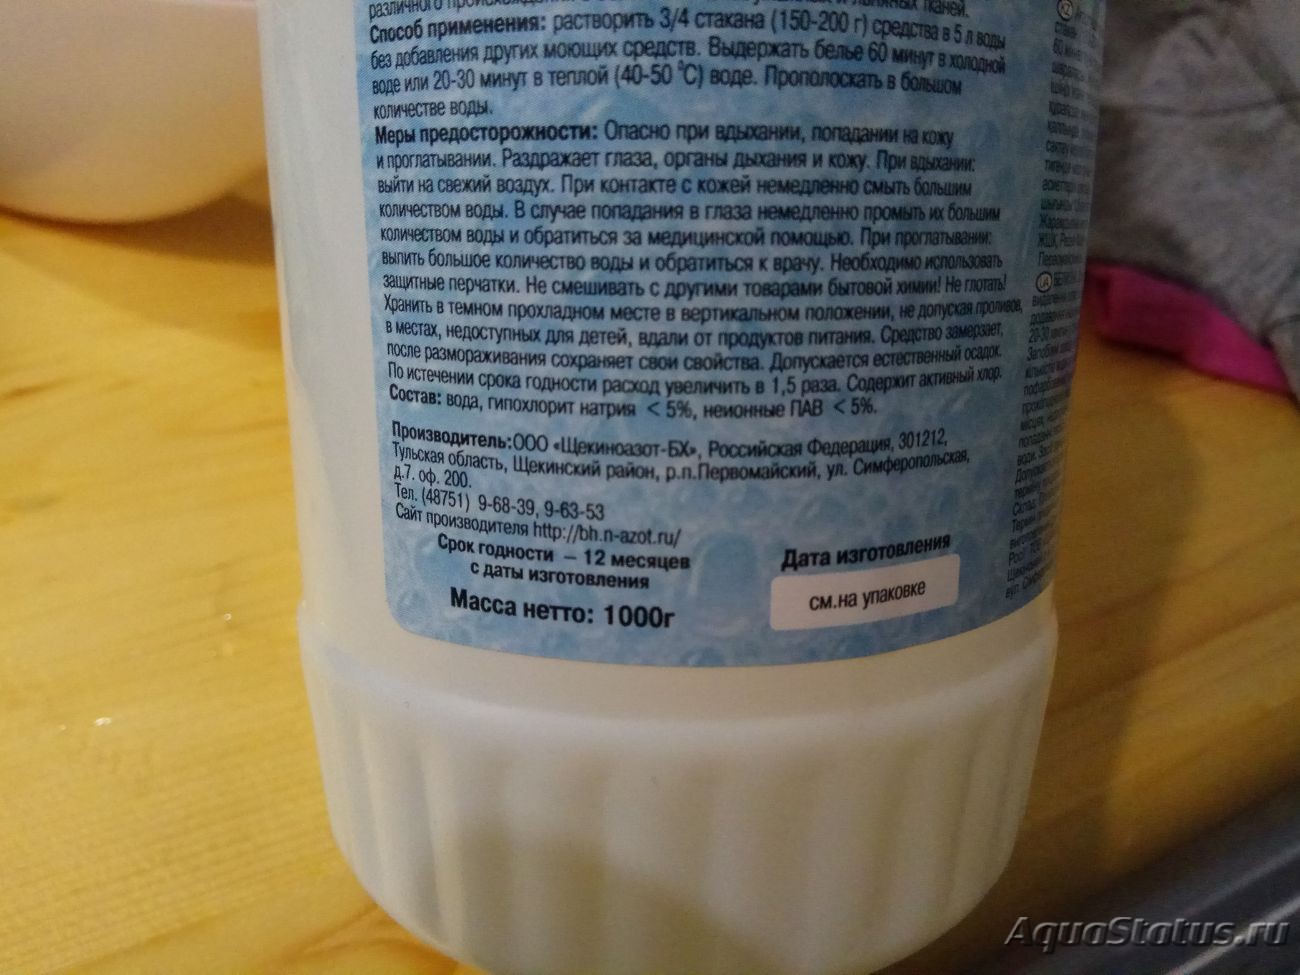 различного
Способ применения: растворить 3/4 стакана (150-200 г) средства в 5 л воды
без добавления других моющих средств. Выдержать белье 60 минут в холодной
воде или 20-30 минут в теплой (40-50 °С) воде. Прополоскать в большом
количестве воды.
Меры предосторожности: Опасно при вдыхании, попадании на кожу
и проглатывании. Раздражает глаза, органы дыхания и кожу. При вдыхании:
выйти на свежий воздух. При контакте с кожей немедленно смыть большим
количеством воды. В случае попадания в глаза немедленно промыть их большим
количеством воды и обратиться за медицинской помощью. При проглатывании:
выпить большое количество воды и обратиться к врачу. Необходимо использовать
защитные перчатки. Не смешивать с другими товарами бытовой химии! Не глотать!
Хранить в темном прохладном месте в вертикальном положении, не допуская проливов,
в местах, недоступных для детей, вдали от продуктов питания. Средство замерзает,
после размораживания сохраняет свои свойства. Допускается естественный осадок.
По истечении срока годности расход увеличить в 1,5 раза. Содержит активный хлор.
Состав: вода, гипохлорит натрия < 5%, неионные ПАВ < 5%.
Производитель:ООО «Щекиноазот-БХ», Российская Федерация, 301212,
Тульская область, Щекинский район, р.п.Первомайский, ул. Симферопольская,
д.7. оф. 200.
Тел. (48751) 9-68-39, 9-63-53
Сайт производителя http://bh.n-azot.ru/
Срок годности – 12 месяцев
с даты изготовления
Масса нетто: 1000г
Дата изготовления
см.на упаковке
KZ
UA
AquaStatus.ru